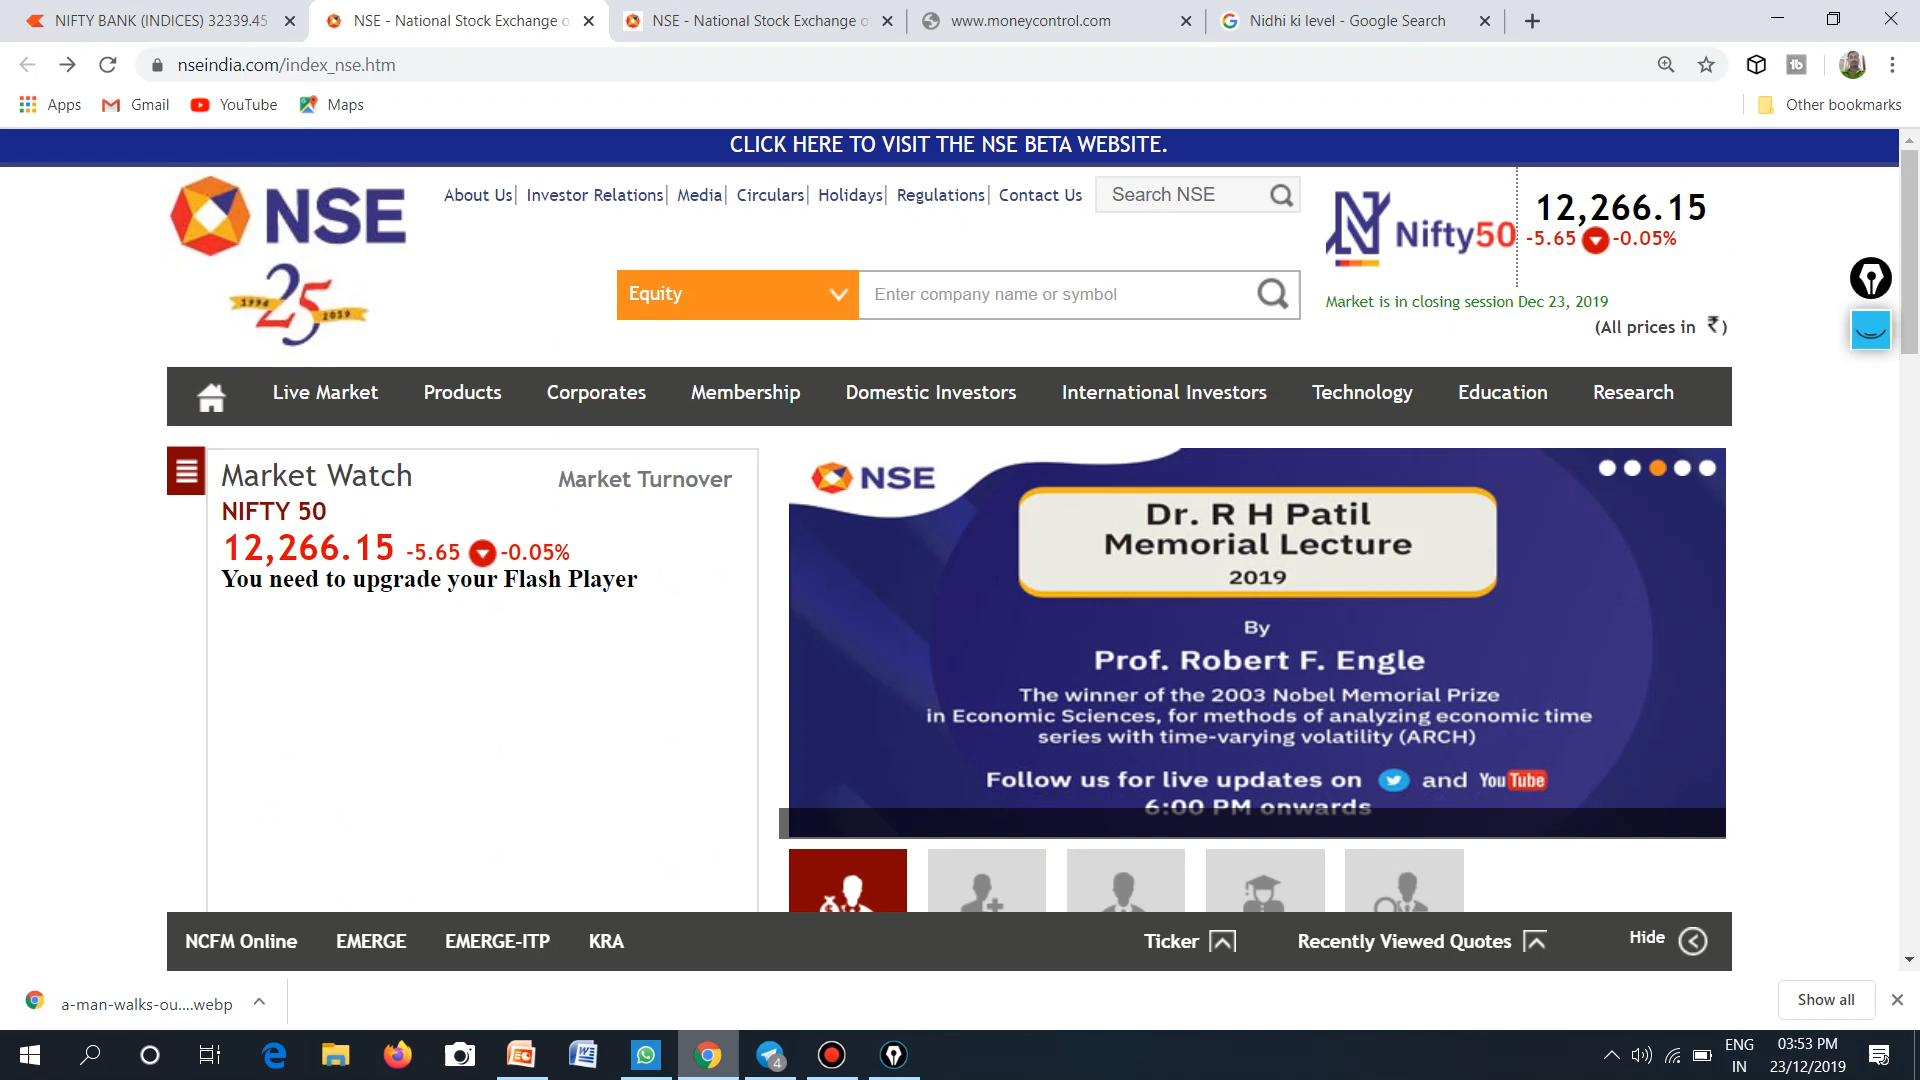 NIFTY BANK (INDICES) 32339.45
NSE - National Stock Exchange o
NSE - National Stock Exchange o
www.moneycontrol.com
Nidhi ki level - Google Search
nseindia.com/index_nse.htm
Apps
Gmail
YouTube
Maps
Other bookmarks
CLICK HERE TO VISIT THE NSE BETA WEBSITE.
NSE
1994 25 2019
About Us| Investor Relations| Media| Circulars| Holidays| Regulations| Contact Us
Search NSE
Nifty50
12,266.15
-5.65 -0.05%
Equity
Enter company name or symbol
Market is in closing session Dec 23, 2019
(All prices in ₹)
Live Market
Products
Corporates
Membership
Domestic Investors
International Investors
Technology
Education
Research
Market Watch
Market Turnover
NIFTY 50
12,266.15 -5.65 -0.05%
You need to upgrade your Flash Player
NSE
Dr. R H Patil
Memorial Lecture
2019
By
Prof. Robert F. Engle
The winner of the 2003 Nobel Memorial Prize
in Economic Sciences, for methods of analyzing economic time
series with time-varying volatility (ARCH)
Follow us for live updates on and YouTube
6:00 PM onwards
NCFM Online
EMERGE
EMERGE-ITP
KRA
Ticker
Recently Viewed Quotes
Hide
a-man-walks-ou....webp
Show all
4
ENG
IN
03:53 PM
23/12/2019